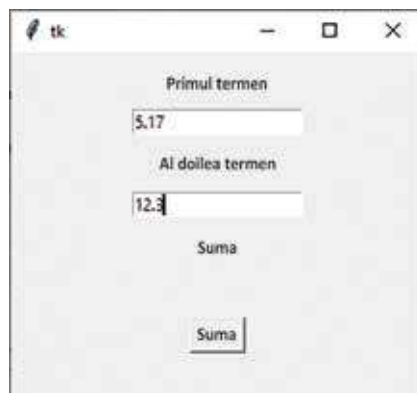 tk
Primul termen
5.17
Al doilea termen
12.3
Suma
Suma